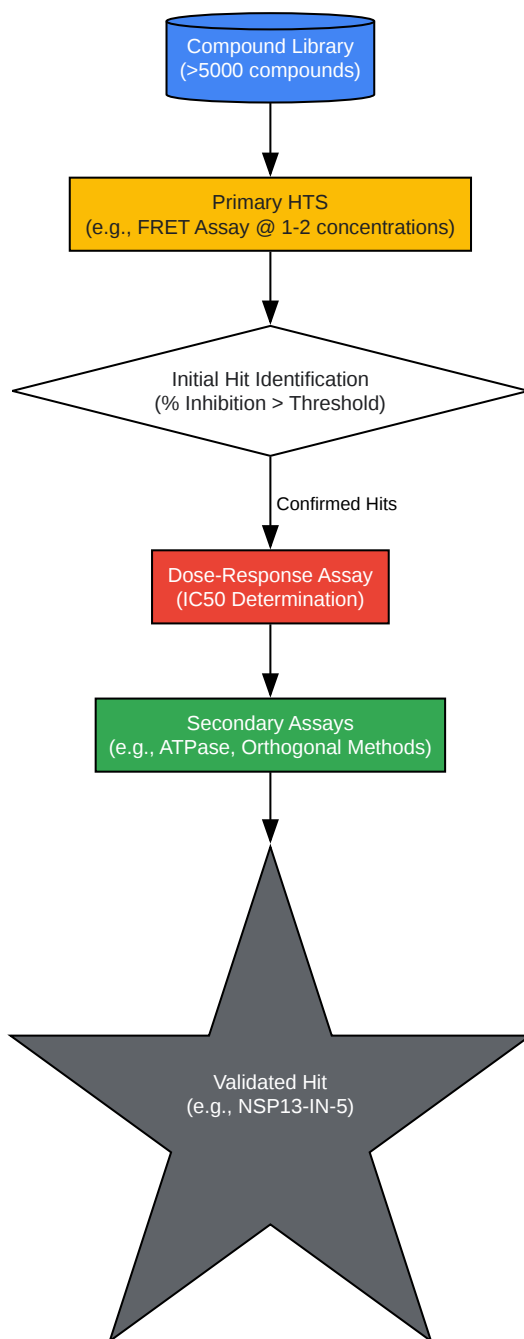 Compound Library
(>5000 compounds)
Primary HTS
(e.g., FRET Assay @ 1-2 concentrations)
Initial Hit Identification
(% Inhibition > Threshold)
Confirmed Hits
Dose-Response Assay
(IC50 Determination)
Secondary Assays
(e.g., ATPase, Orthogonal Methods)
Validated Hit
(e.g., NSP13-IN-5)